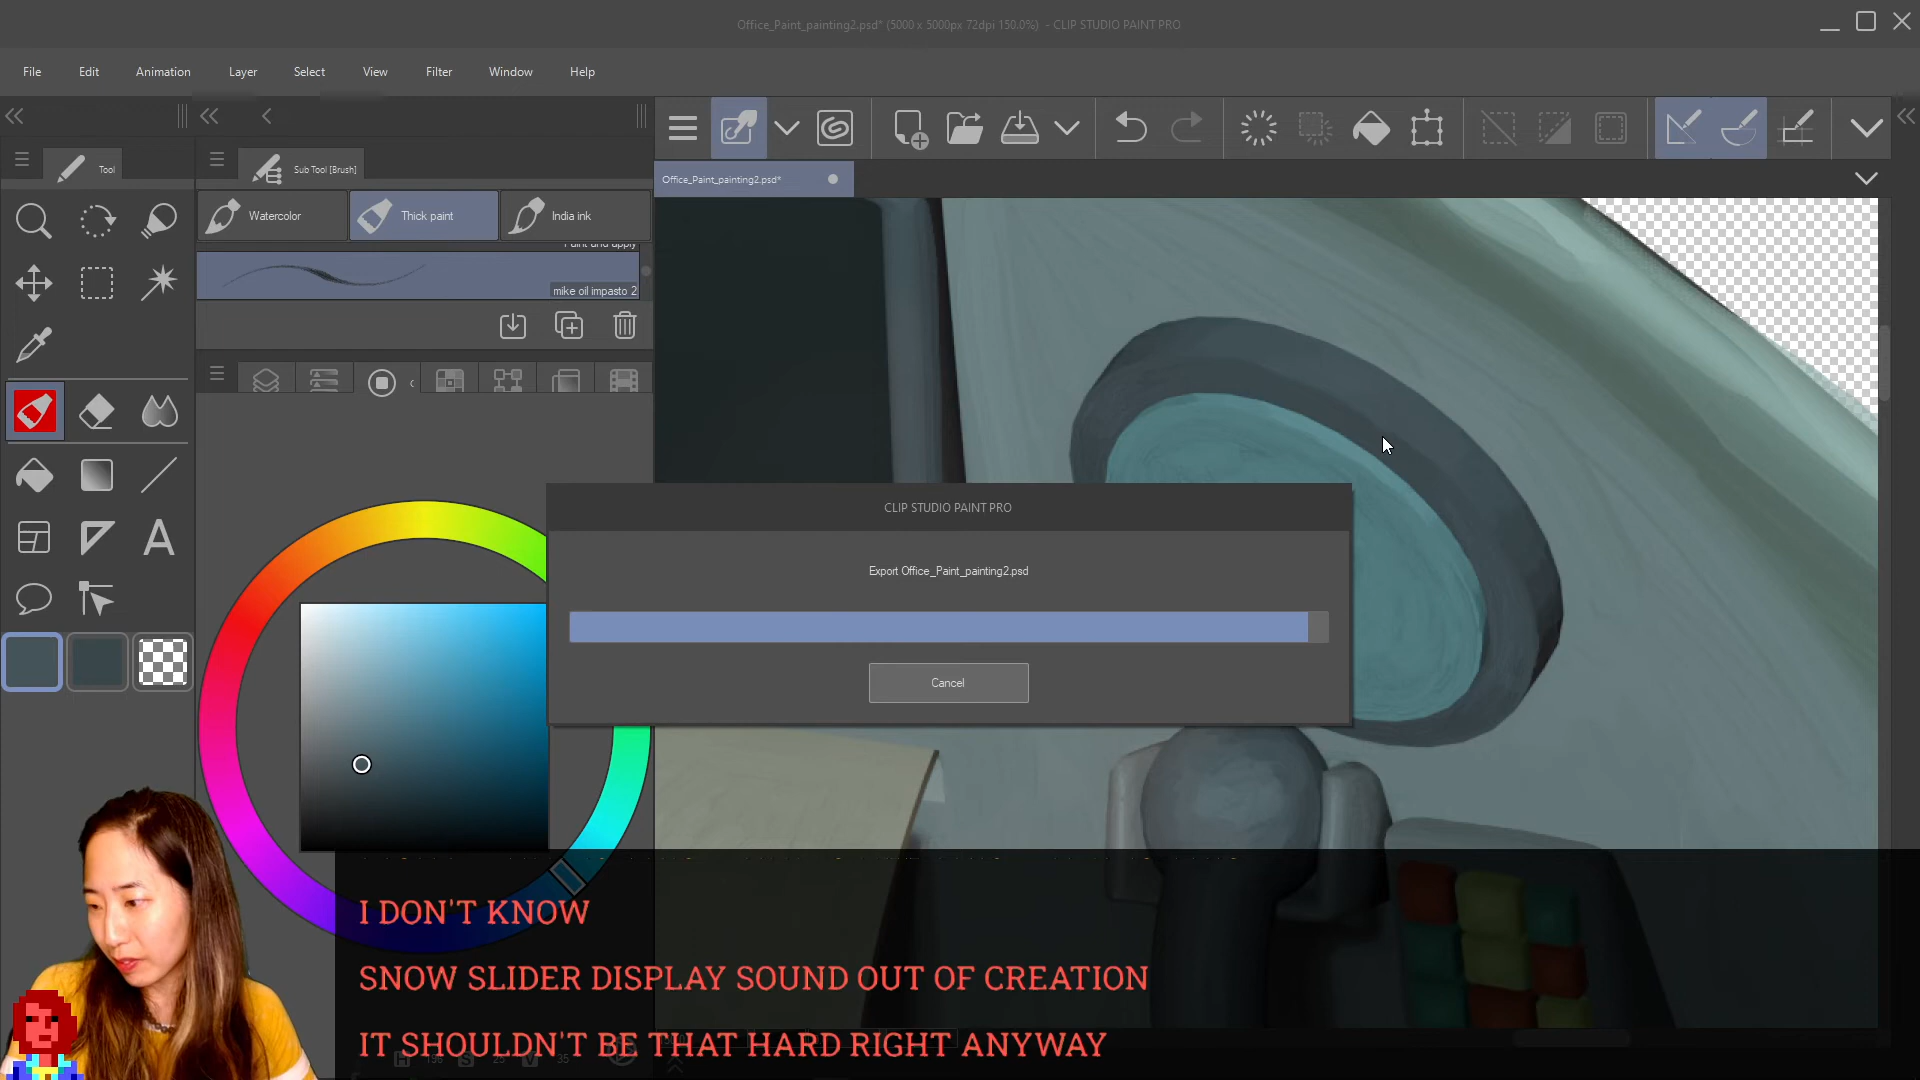 Office_Paint_painting2.psd* (5000 x 5000px 72dpi 150.0%) - CLIP STUDIO PAINT PRO
File Edit Animation Layer Select View Filter Window Help
Tool
Sub Tool [Brush]
Office_Paint_painting2.psd*
Watercolor
Thick paint
India ink
Paint and apply
mike oil impasto 2
CLIP STUDIO PAINT PRO
Export Office_Paint_painting2.psd
Cancel
I DON'T KNOW
SNOW SLIDER DISPLAY SOUND OUT OF CREATION
IT SHOULDN'T BE THAT HARD RIGHT ANYWAY